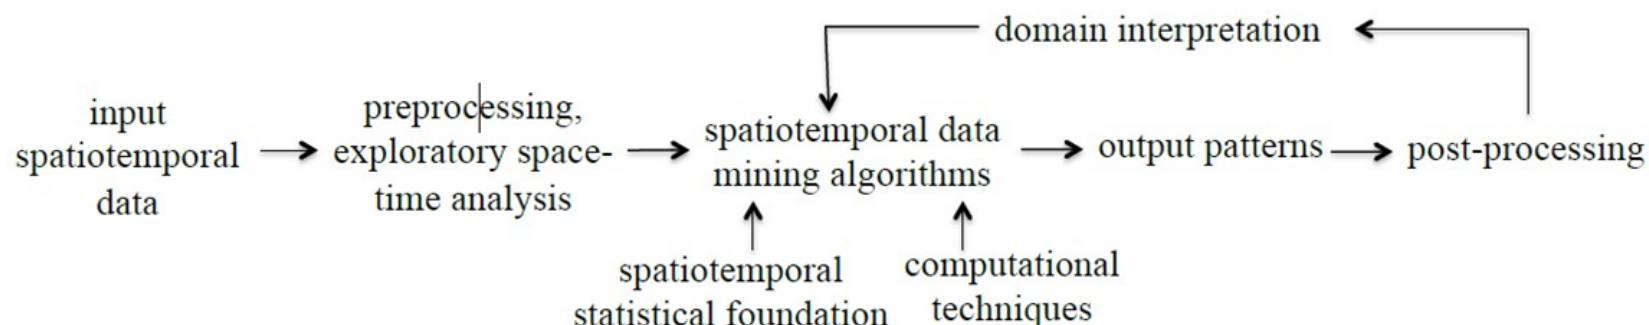 domain interpretation
input
spatiotemporal
data
preprocessing,
exploratory space-
time analysis
spatiotemporal data
mining algorithms
output patterns
post-processing
spatiotemporal
statistical foundation
computational
techniques